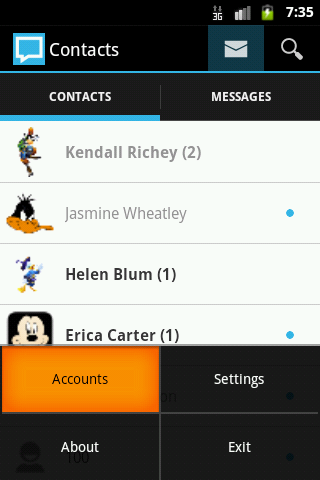 3G 7:35
Contacts
CONTACTS MESSAGES
Kendall Richey (2)
Jasmine Wheatley
Helen Blum (1)
Erica Carter (1)
Accounts Settings
About Exit